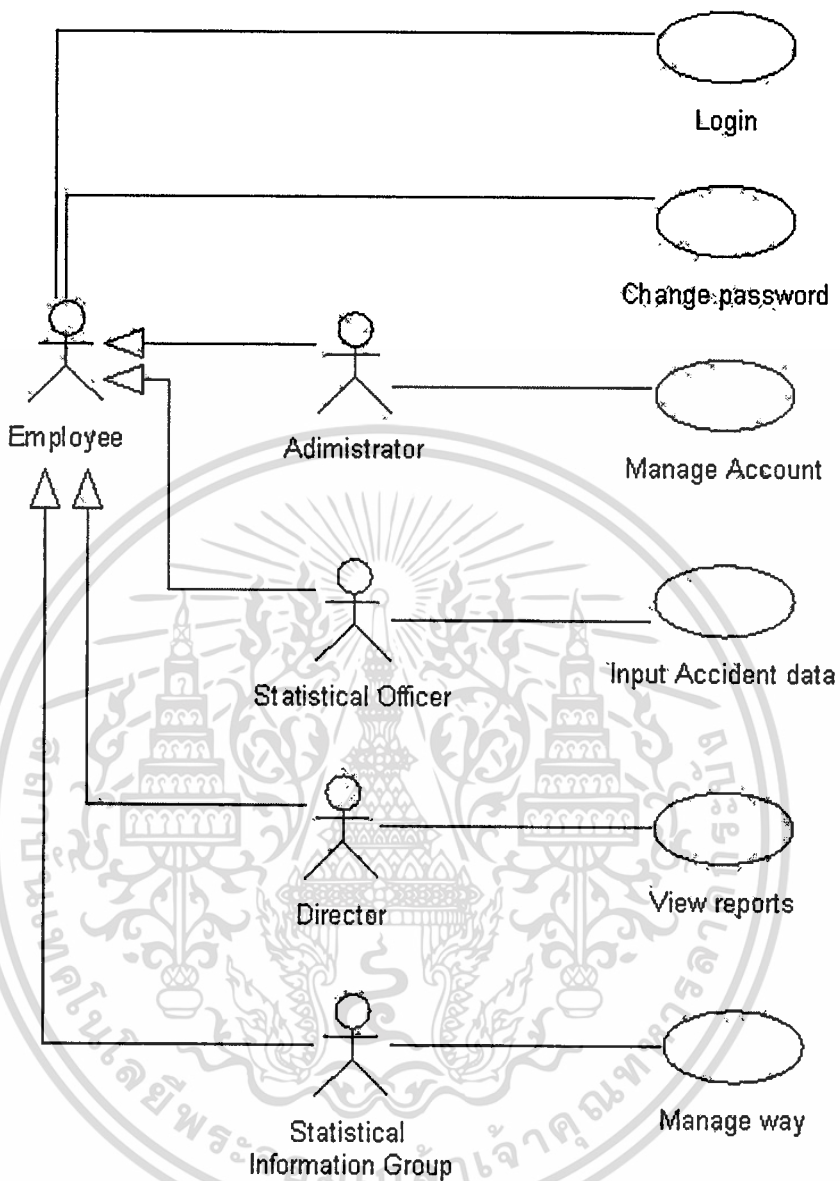 Login
Change password
Employee
Adimistrator
Manage Account
Statistical Officer
Input Accident data
Director
View reports
Statistical
Information Group
Manage way